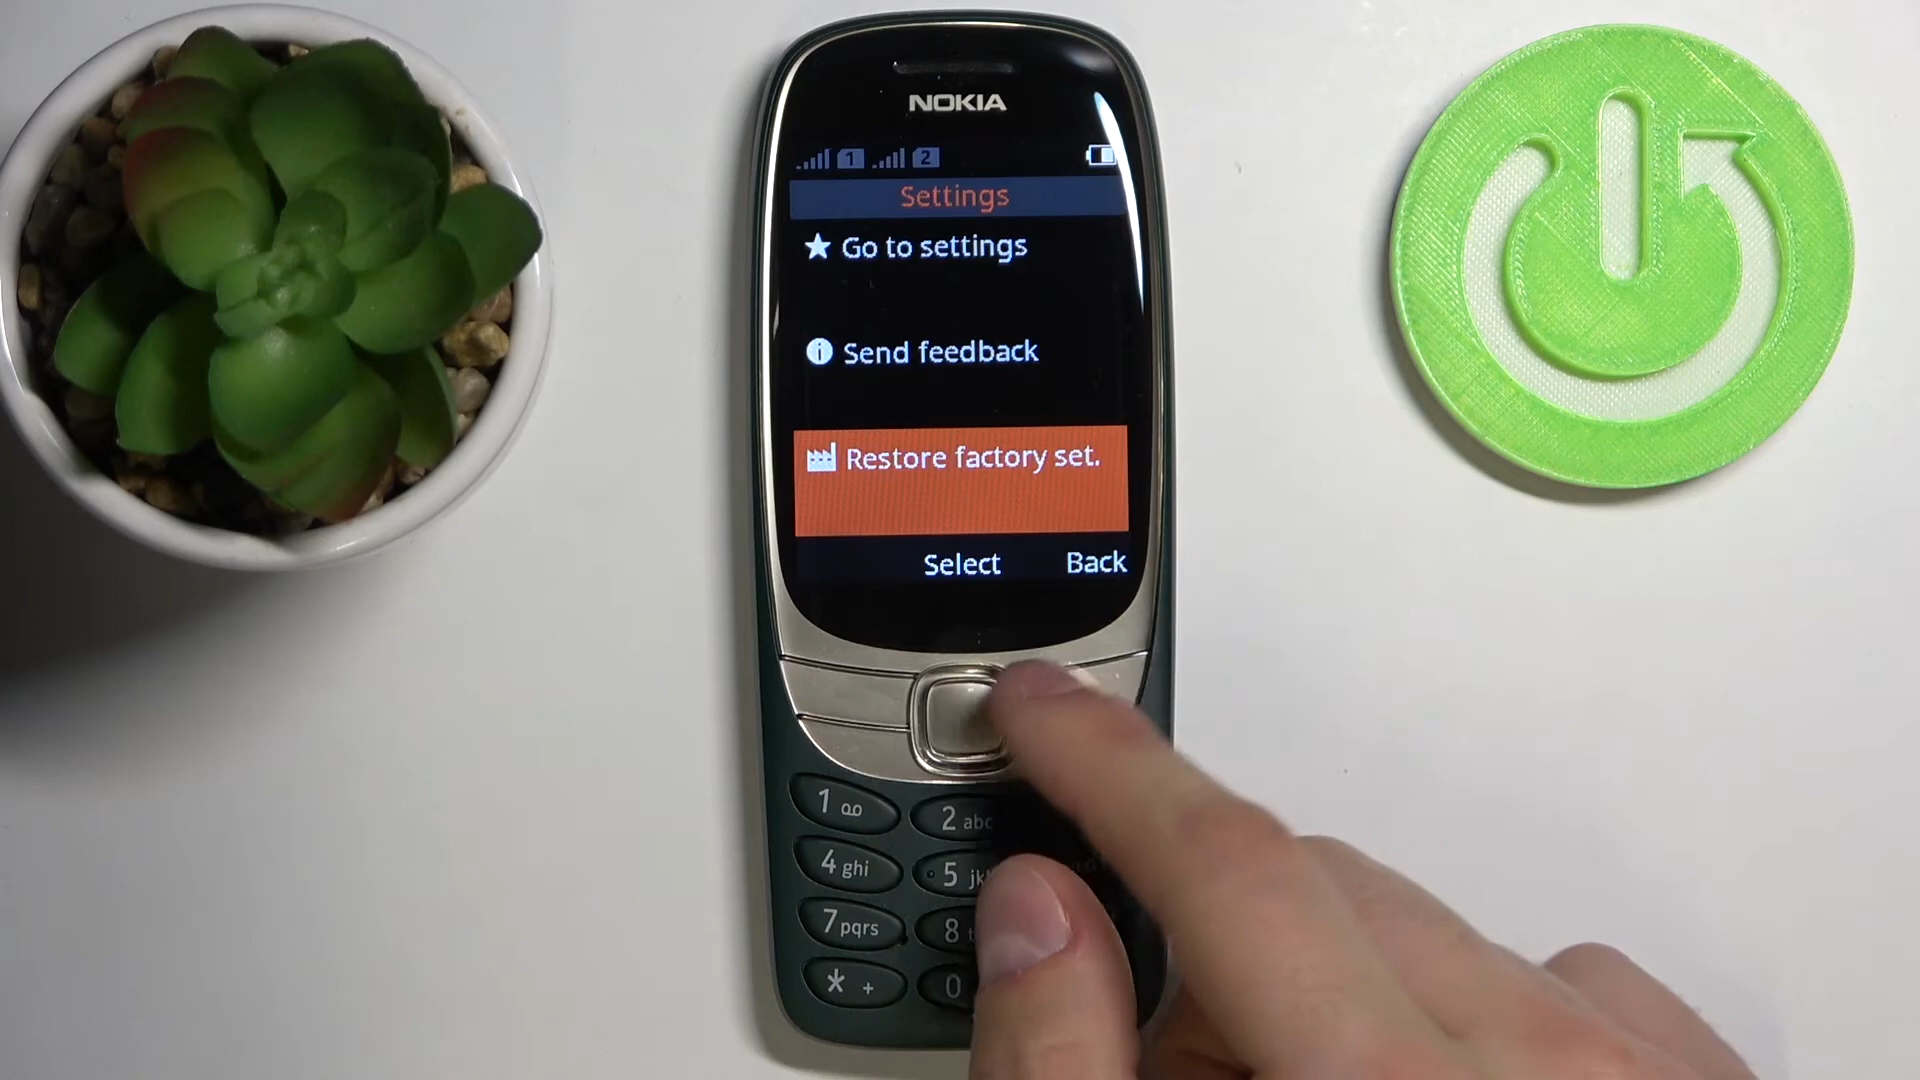 NOKIA
1 2
Settings
Go to settings
Send feedback
Restore factory set.
Select Back
1 2 abc
4 ghi 5
7 pqrs 8
* + 0